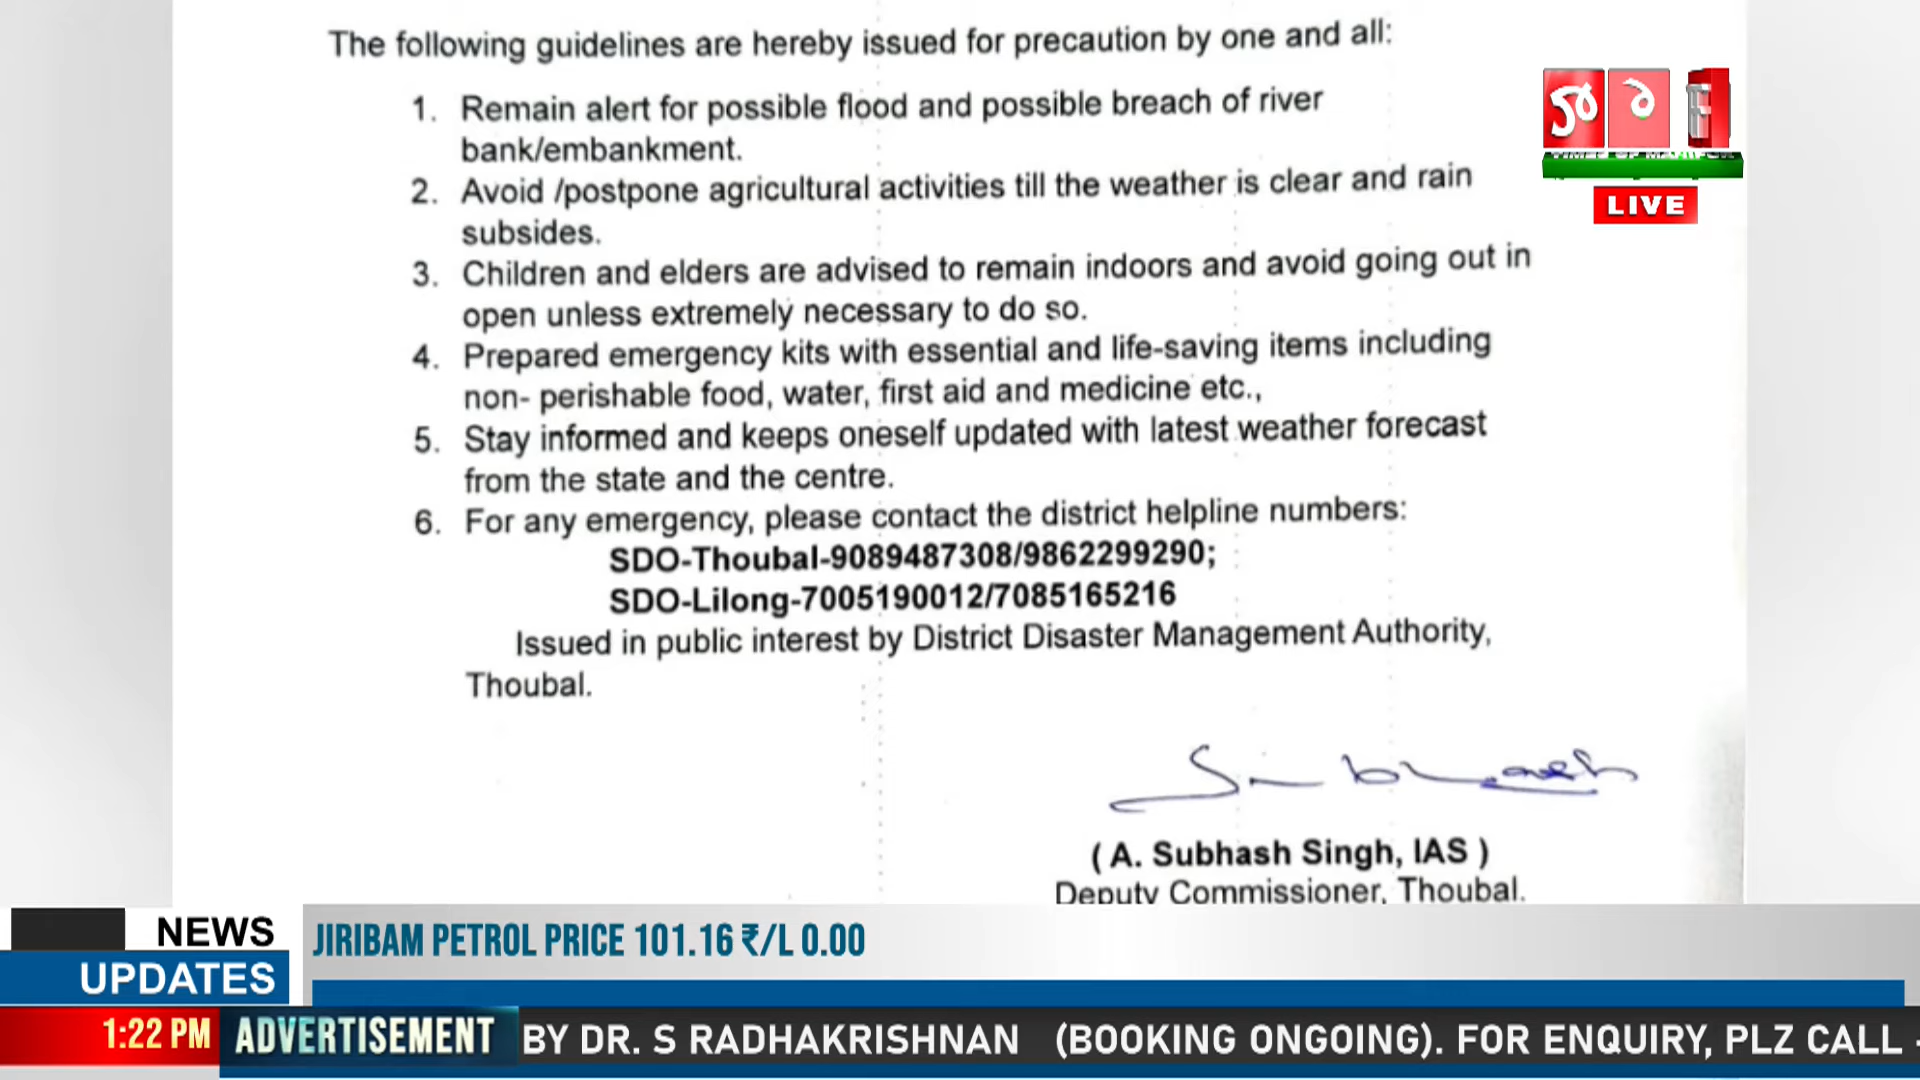 The following guidelines are hereby issued for precaution by one and all:
1. Remain alert for possible flood and possible breach of river
bank/embankment.
2. Avoid /postpone agricultural activities till the weather is clear and rain
subsides.
3. Children and elders are advised to remain indoors and avoid going out in
open unless extremely necessary to do so.
4. Prepared emergency kits with essential and life-saving items including
non- perishable food, water, first aid and medicine etc.,
5. Stay informed and keeps oneself updated with latest weather forecast
from the state and the centre.
6. For any emergency, please contact the district helpline numbers:
SDO-Thoubal-9089487308/9862299290;
SDO-Lilong-7005190012/7085165216
Issued in public interest by District Disaster Management Authority,
Thoubal.
( A. Subhash Singh, IAS )
Deputy Commissioner, Thoubal.
LIVE
NEWS
UPDATES
JIRIBAM PETROL PRICE 101.16 ₹/L 0.00
1:22 PM
ADVERTISEMENT
BY DR. S RADHAKRISHNAN (BOOKING ONGOING). FOR ENQUIRY, PLZ CALL -